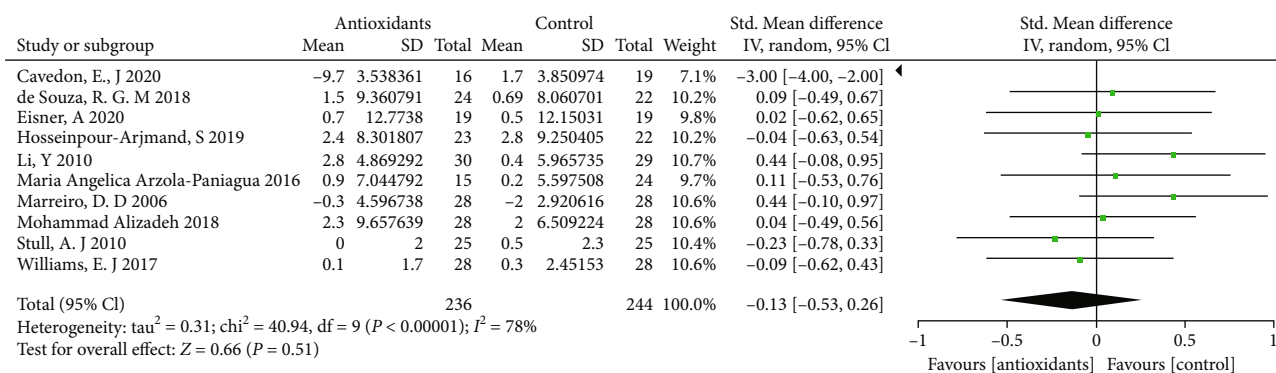 Antioxidants Control Std. Mean difference Std. Mean difference
Study or subgroup Mean SD Total Mean SD Total Weight IV, random, 95% Cl IV, random, 95% Cl
Cavedon, E., J 2020 –9.7 3.538361 16 1.7 3.850974 19 7.1% –3.00 [–4.00, –2.00]
de Souza, R. G. M 2018 1.5 9.360791 24 0.69 8.060701 22 10.2% 0.09 [–0.49, 0.67]
Eisner, A 2020 0.7 12.7738 19 0.5 12.15031 19 9.8% 0.02 [–0.62, 0.65]
Hosseinpour-Arjmand, S 2019 2.4 8.301807 23 2.8 9.250405 22 10.2% –0.04 [–0.63, 0.54]
Li, Y 2010 2.8 4.869292 30 0.4 5.965735 29 10.7% 0.44 [–0.08, 0.95]
Maria Angelica Arzola-Paniagua 2016 0.9 7.044792 15 0.2 5.597508 24 9.7% 0.11 [–0.53, 0.76]
Marreiro, D. D 2006 –0.3 4.596738 28 –2 2.920616 28 10.6% 0.44 [–0.10, 0.97]
Mohammad Alizadeh 2018 2.3 9.657639 28 2 6.509224 28 10.6% 0.04 [–0.49, 0.56]
Stull, A. J 2010 0 2 25 0.5 2.3 25 10.4% –0.23 [–0.78, 0.33]
Williams, E. J 2017 0.1 1.7 28 0.3 2.45153 28 10.6% –0.09 [–0.62, 0.43]
Total (95% Cl) 236 244 100.0% –0.13 [–0.53, 0.26]
Heterogeneity: tau² = 0.31; chi² = 40.94, df = 9 (P < 0.00001); I² = 78%
Test for overall effect: Z = 0.66 (P = 0.51)
–1 –0.5 0 0.5 1
Favours [antioxidants] Favours [control]